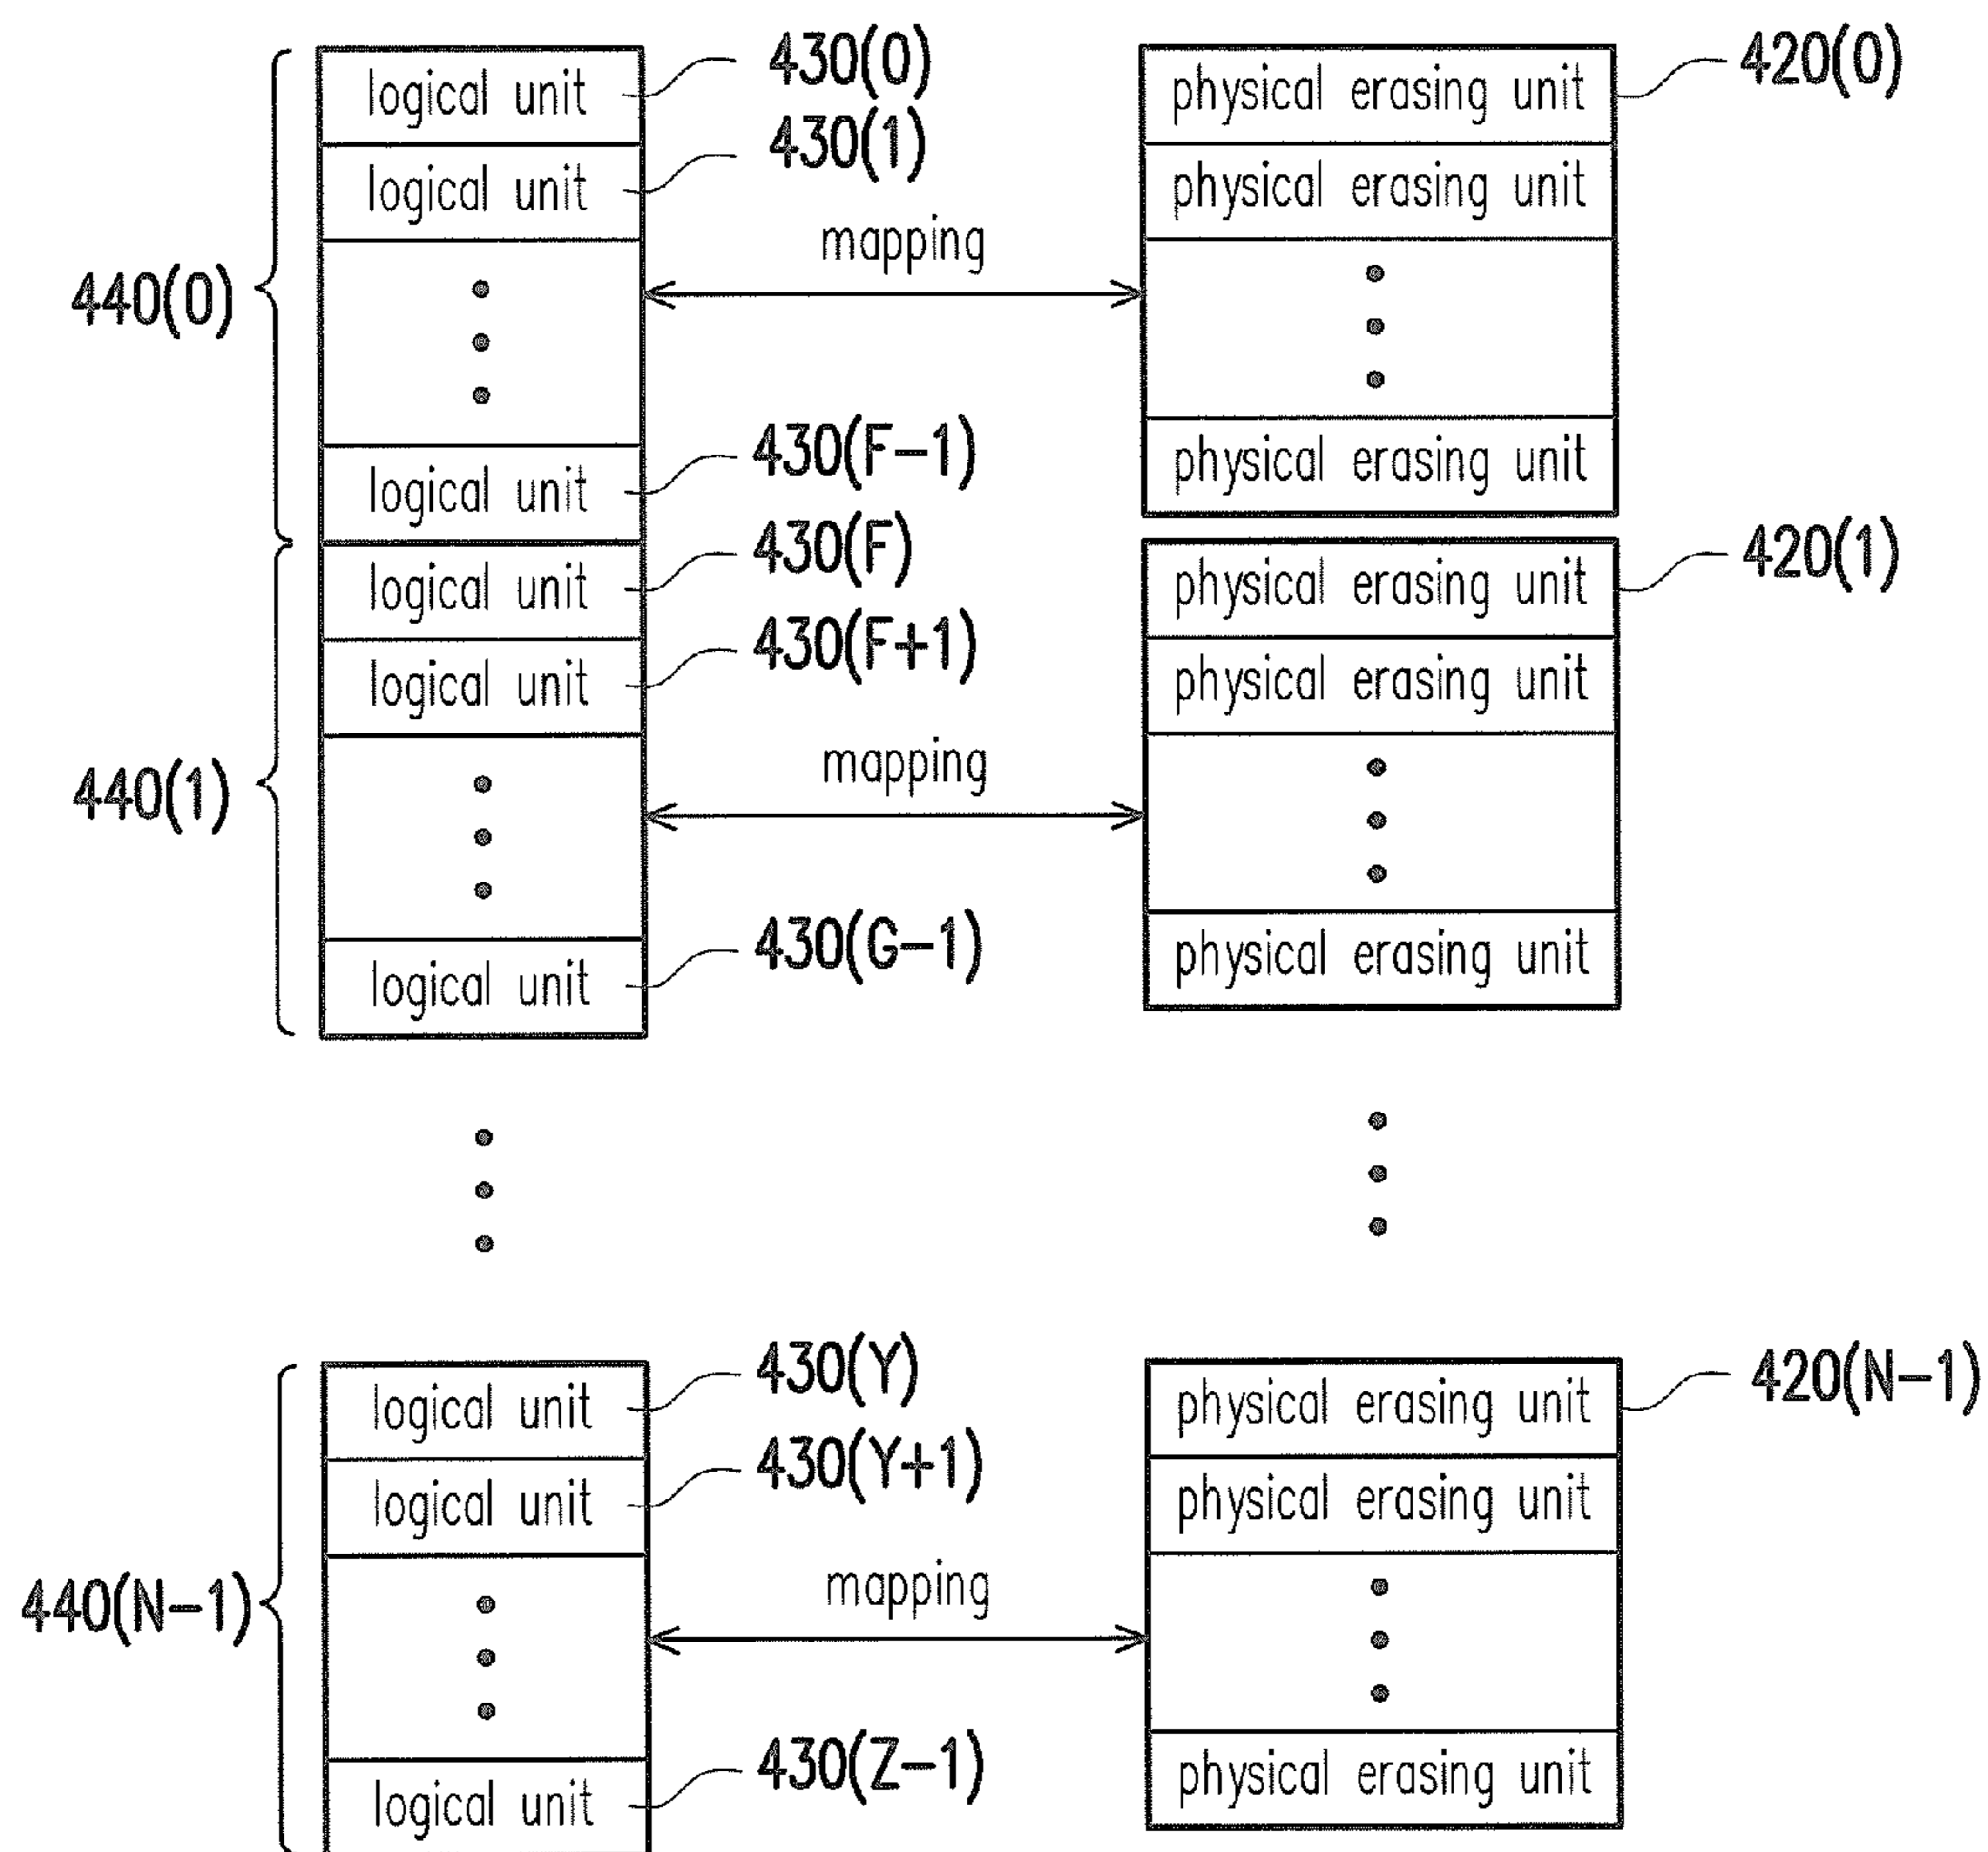 logical unit 430(0) physical erasing unit 420(0)
logical unit 430(1) physical erasing unit
440(0) mapping
logical unit 430(F-1) physical erasing unit
logical unit 430(F) physical erasing unit 420(1)
logical unit 430(F+1) physical erasing unit
440(1) mapping
logical unit 430(G-1) physical erasing unit
logical unit 430(Y) physical erasing unit 420(N-1)
logical unit 430(Y+1) physical erasing unit
440(N-1) mapping
logical unit 430(Z-1) physical erasing unit